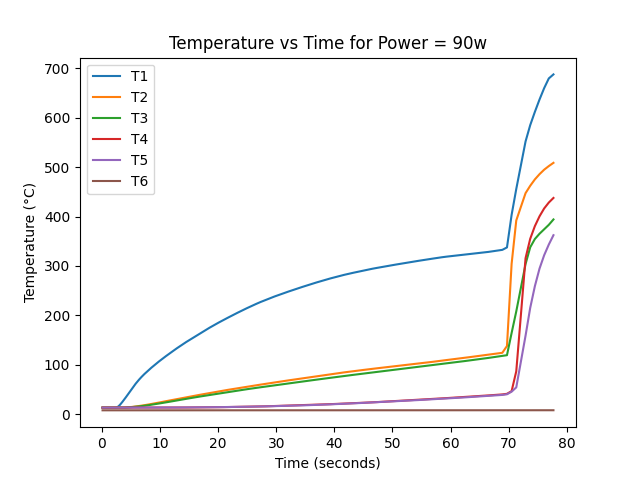 Temperature vs Time for Power = 90w
T1
T2
T3
T4
T5
T6
700
600
500
400
300
200
100
0
Temperature (°C)
0 10 20 30 40 50 60 70 80
Time (seconds)